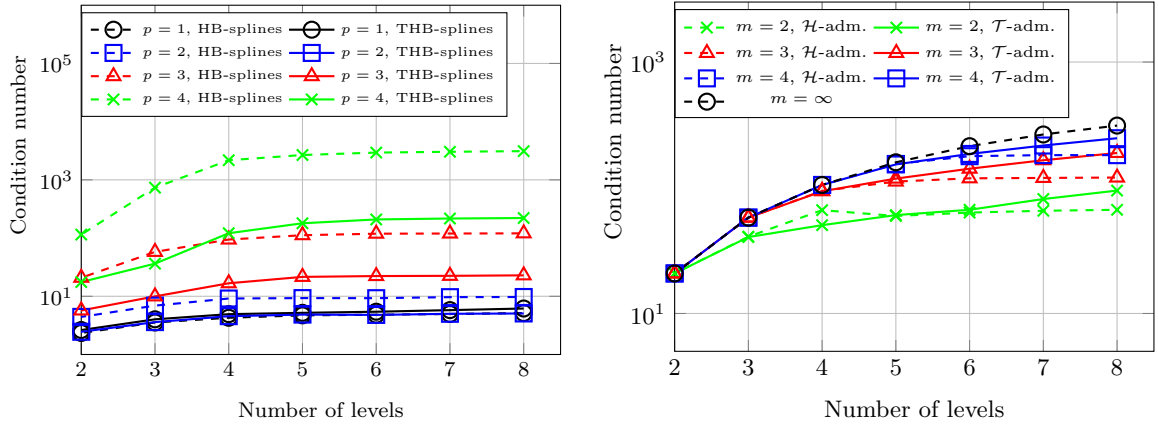 p = 1, HB-splines p = 1, THB-splines
p = 2, HB-splines p = 2, THB-splines
p = 3, HB-splines p = 3, THB-splines
p = 4, HB-splines p = 4, THB-splines
10^5
10^3
10^1
Condition number
2 3 4 5 6 7 8
Number of levels
m = 2, H-adm. m = 2, T-adm.
m = 3, H-adm. m = 3, T-adm.
m = 4, H-adm. m = 4, T-adm.
m = ∞
10^3
10^1
Condition number
2 3 4 5 6 7 8
Number of levels